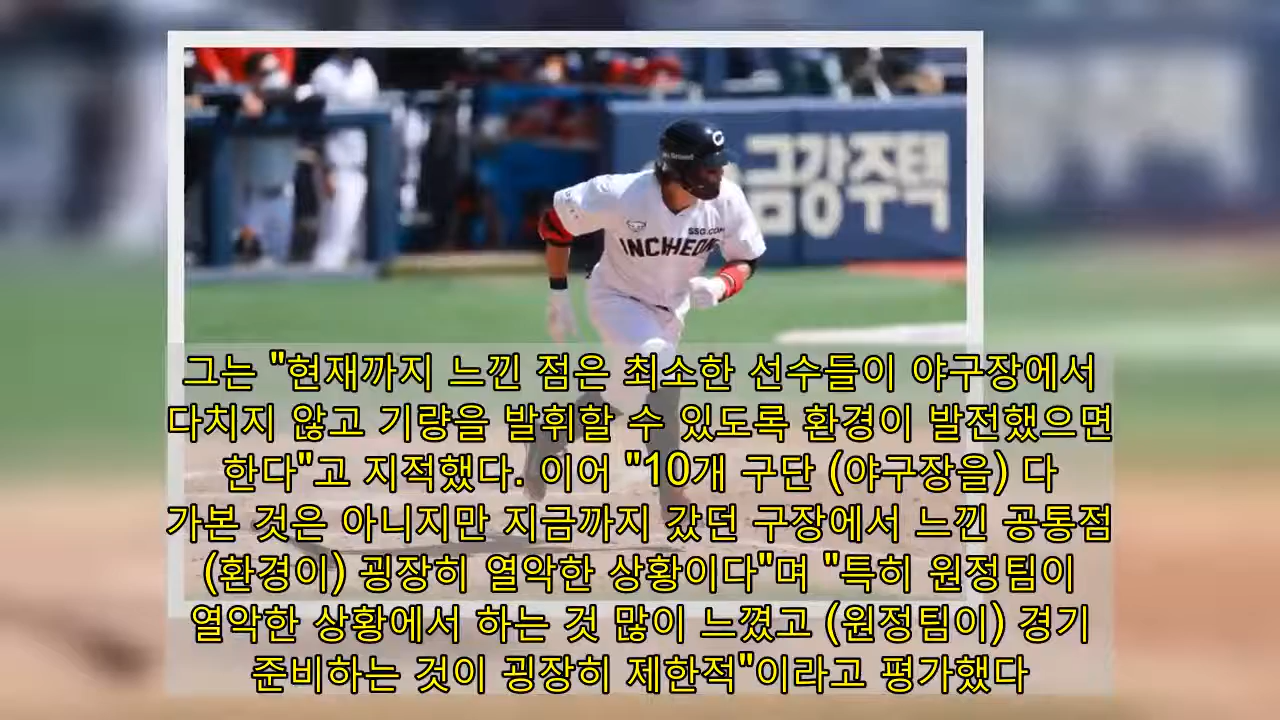 금강주택
SSG.COM
INCHEON
그는 "현재까지 느낀 점은 최소한 선수들이 야구장에서
다치지 않고 기량을 발휘할 수 있도록 환경이 발전했으면
한다"고 지적했다. 이어 "10개 구단 (야구장을) 다
가본 것은 아니지만 지금까지 갔던 구장에서 느낀 공통점
(환경이) 굉장히 열악한 상황이다"며 "특히 원정팀이
열악한 상황에서 하는 것 많이 느꼈고 (원정팀이) 경기
준비하는 것이 굉장히 제한적"이라고 평가했다